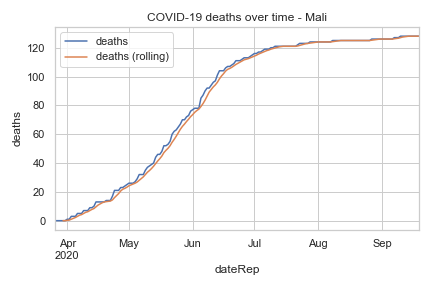 COVID-19 deaths over time - Mali
deaths
deaths (rolling)
120
100
80
60
40
20
0
deaths
Apr May Jun Jul Aug Sep
2020
dateRep